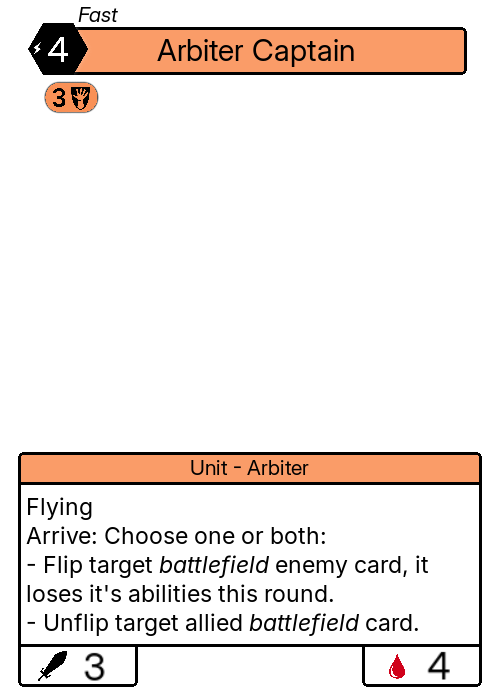 Fast
4
Arbiter Captain
3
Unit - Arbiter
Flying
Arrive: Choose one or both:
- Flip target battlefield enemy card, it
loses it's abilities this round.
- Unflip target allied battlefield card.
3
4